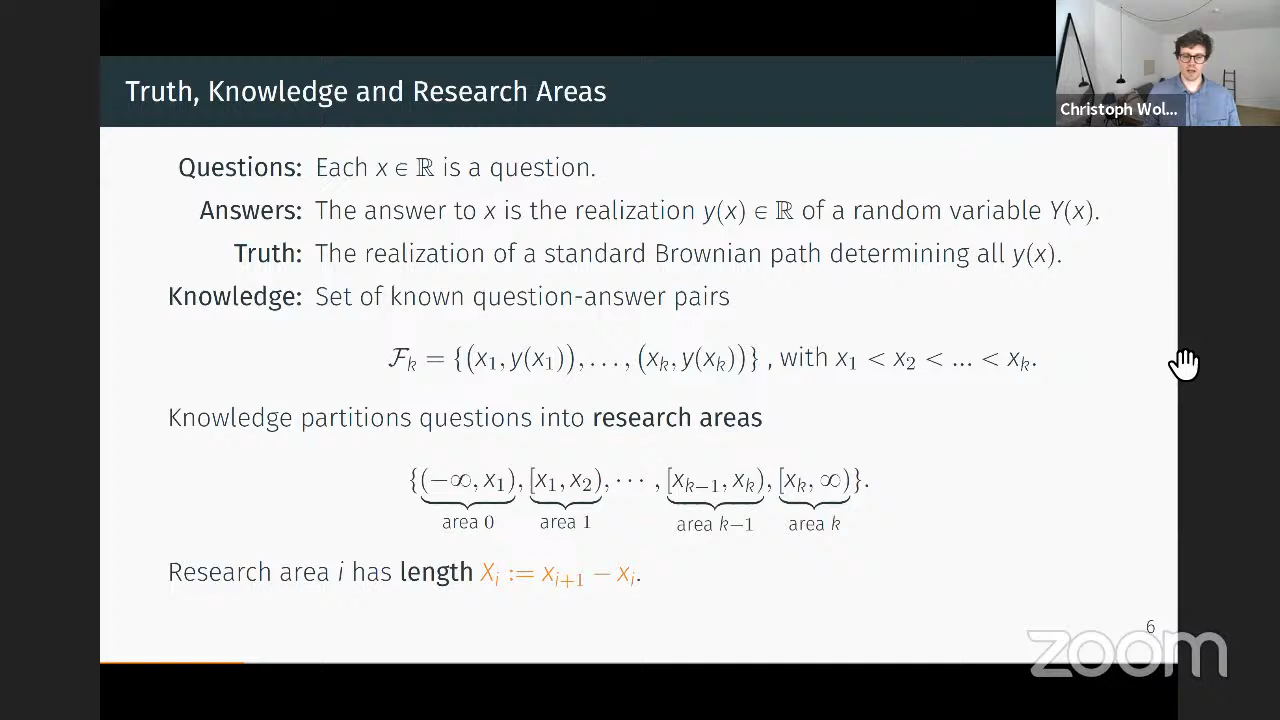 Truth, Knowledge and Research Areas
Christoph Wol...
Questions: Each x ∈ ℝ is a question.
Answers: The answer to x is the realization y(x) ∈ ℝ of a random variable Y(x).
Truth: The realization of a standard Brownian path determining all y(x).
Knowledge: Set of known question-answer pairs
ℱₖ = {(x₁, y(x₁)), . . . , (xₖ, y(xₖ))} , with x₁ < x₂ < ... < xₖ.
Knowledge partitions questions into research areas
{(−∞, x₁), [x₁, x₂), ⋯ , [xₖ₋₁, xₖ), [xₖ, ∞)}.
area 0 area 1 area k−1 area k
Research area i has length Xᵢ := xᵢ₊₁ − xᵢ.
6
zoom